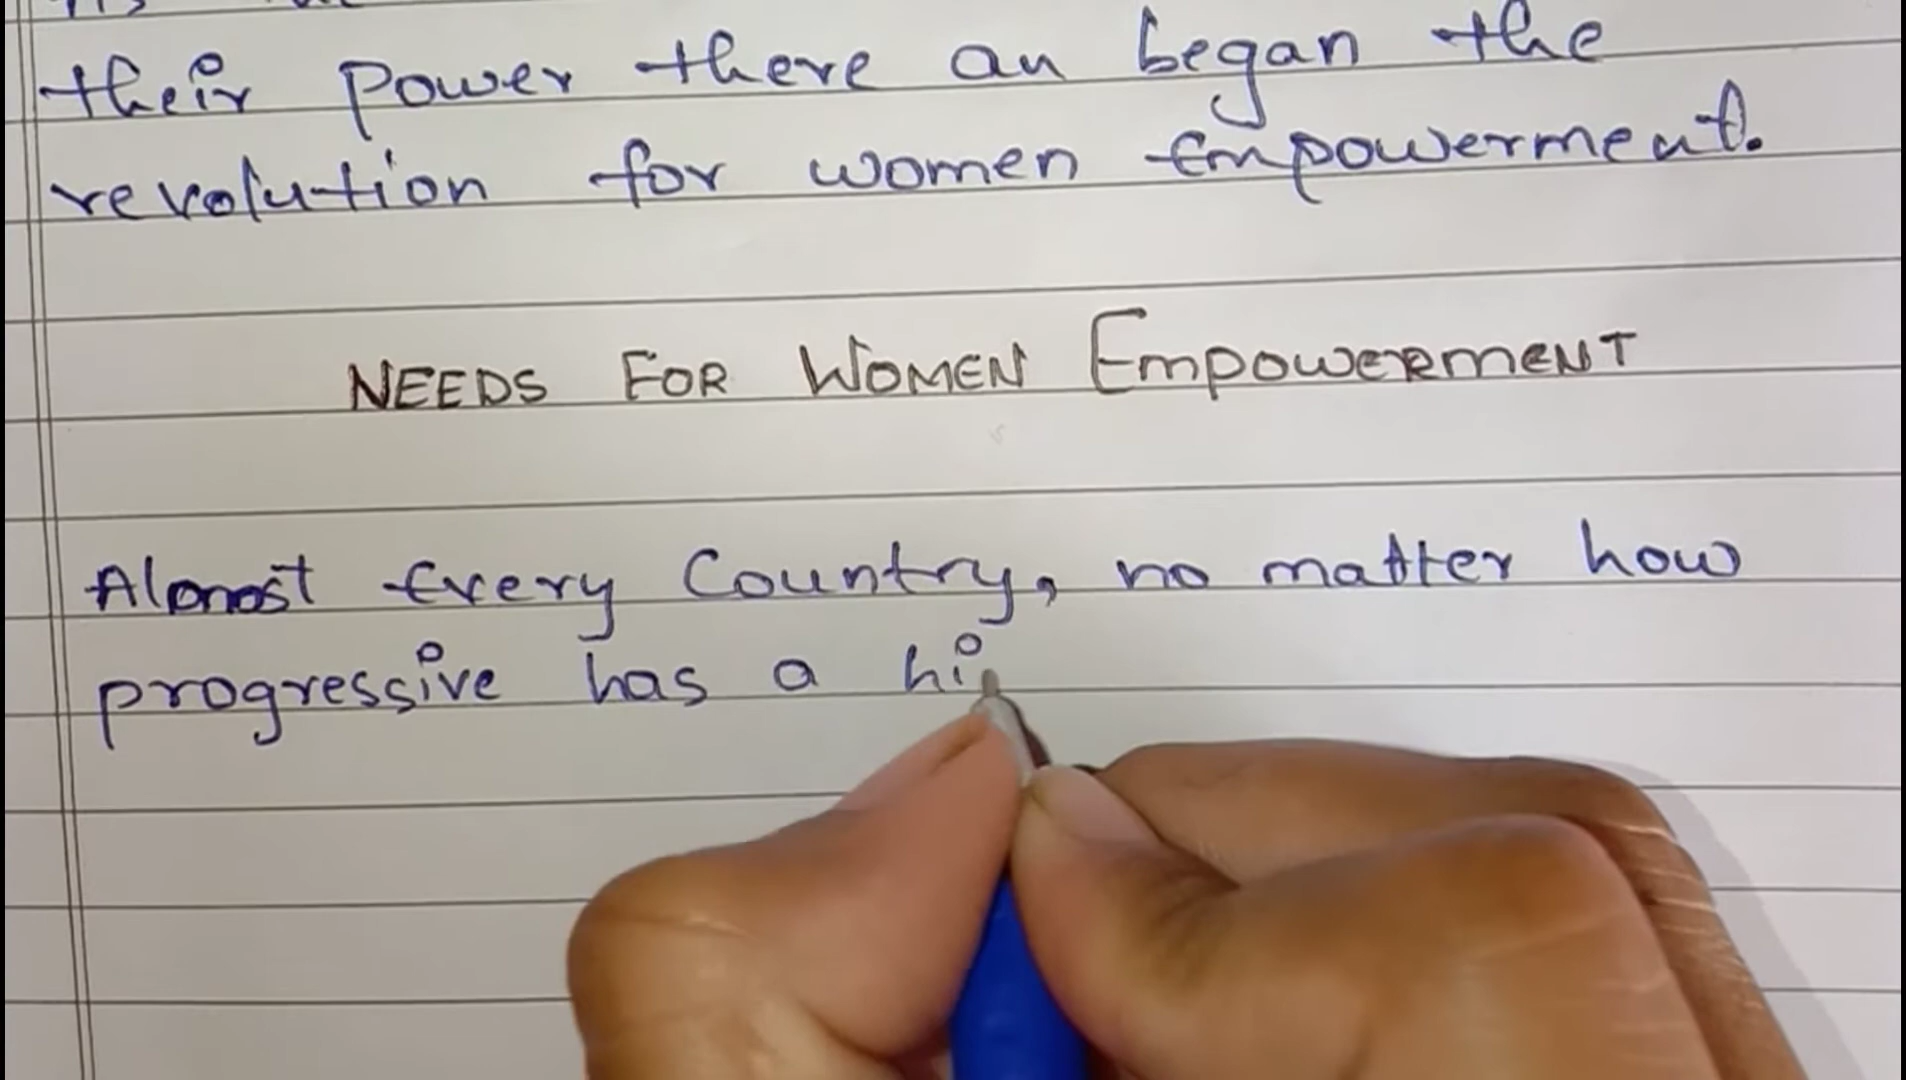 their power there an began the
revolution for women Empowerment.
NEEDS FOR WOMEN EMPOWERMENT
Almost Every Country, no matter how
progressive has a hi